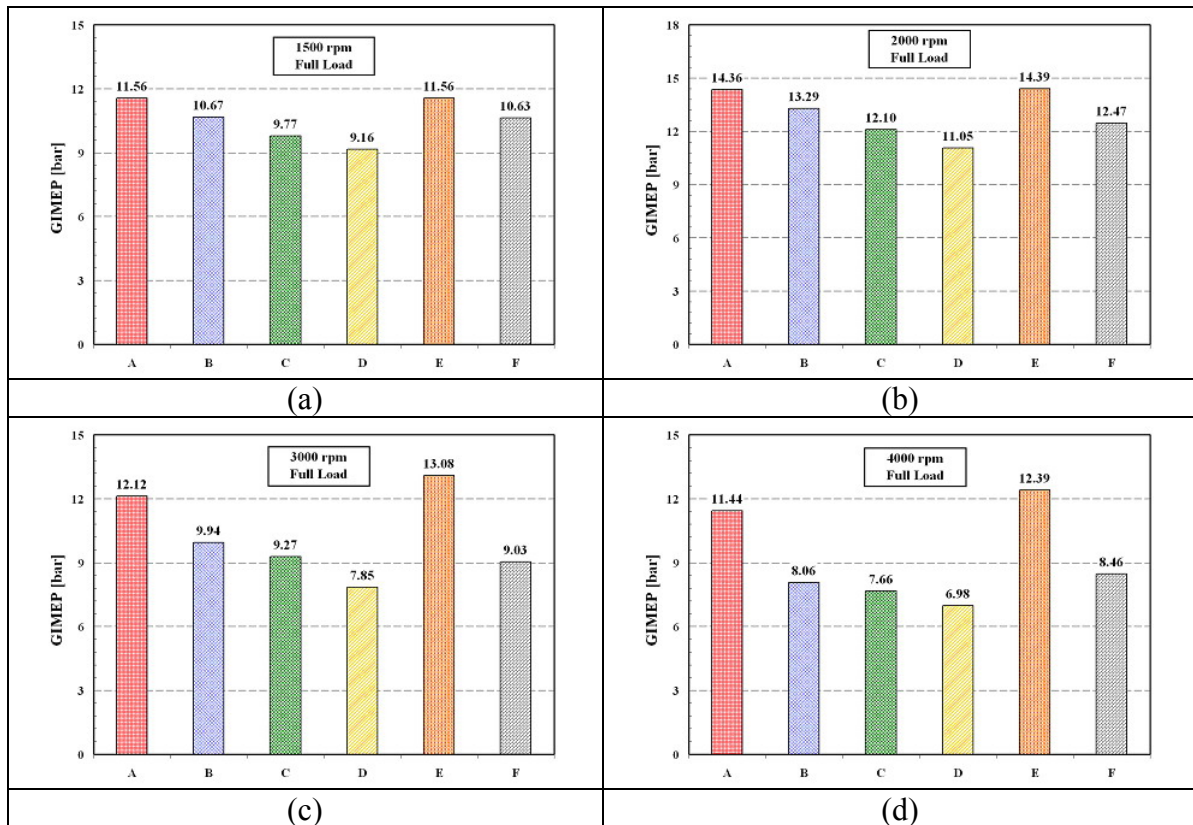 15
12
9
6
3
0
GIMEP [bar]
1500 rpm
Full Load
11.56
10.67
9.77
9.16
11.56
10.63
A B C D E F
(a)
18
15
12
9
6
3
0
GIMEP [bar]
2000 rpm
Full Load
14.36
13.29
12.10
11.05
14.39
12.47
A B C D E F
(b)
15
12
9
6
3
0
GIMEP [bar]
3000 rpm
Full Load
12.12
9.94
9.27
7.85
13.08
9.03
A B C D E F
(c)
15
12
9
6
3
0
GIMEP [bar]
4000 rpm
Full Load
11.44
8.06
7.66
6.98
12.39
8.46
A B C D E F
(d)